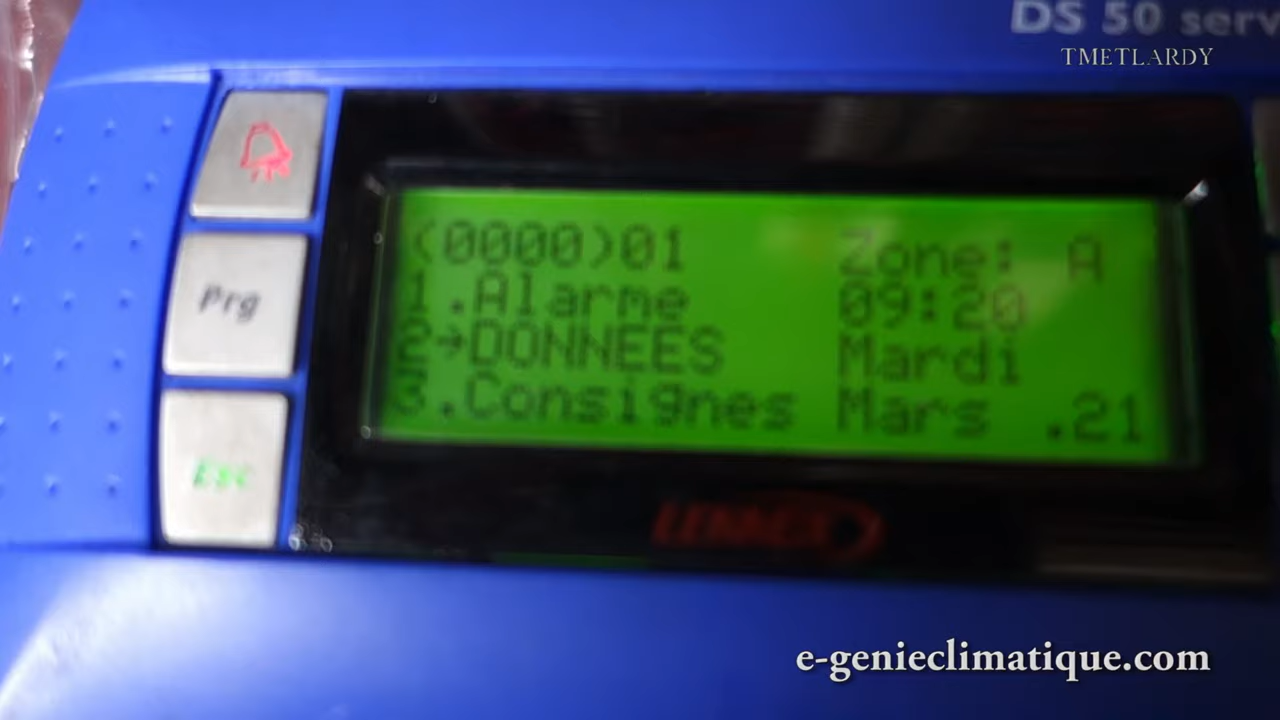 DS 50 serv
TMETLARDY
(0000)01 Zone: A
1.Alarme 09:20
2→DONNEES Mardi
3.Consignes Mars .21
Prg
Esc
LENNOX
e-genieclimatique.com